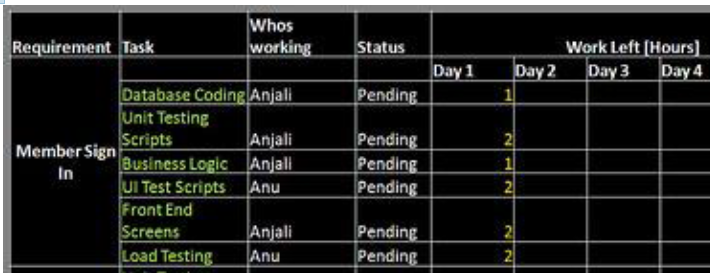 Requirement Task Whos working Status Work Left [Hours]
Day 1 Day 2 Day 3 Day 4
Member Sign In
Database Coding Anjali Pending 1
Unit Testing Scripts Anjali Pending 2
Business Logic Anjali Pending 1
UI Test Scripts Anu Pending 2
Front End Screens Anjali Pending 2
Load Testing Anu Pending 2